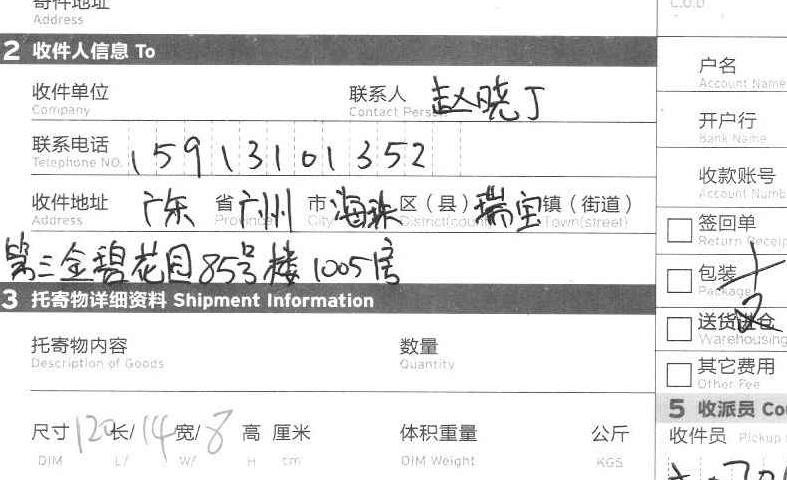 寄件地址
Address
C.O.D
2 收件人信息 To
收件单位 联系人 赵晓丁
Company Contact Person
户名
Account Name
联系电话 15913101352
Telephone NO.
开户行
Bank Name
收件地址 广东 省 广州 市 海珠 区（县）瑞宝 镇（街道）
Address Province City District(county) Town(street)
收款账号
Account Numb
第三金碧花园85号楼1005房
签回单
Return Receip
包装
Package
3 托寄物详细资料 Shipment Information
送货进仓
Warehousing
托寄物内容 数量
Description of Goods Quantity
其它费用
Other Fee
尺寸 120长/ 14宽/ 8 高 厘米 体积重量 公斤
DIM L/ W/ H cm DIM Weight KGS
5 收派员 Cou
收件员 Pickup